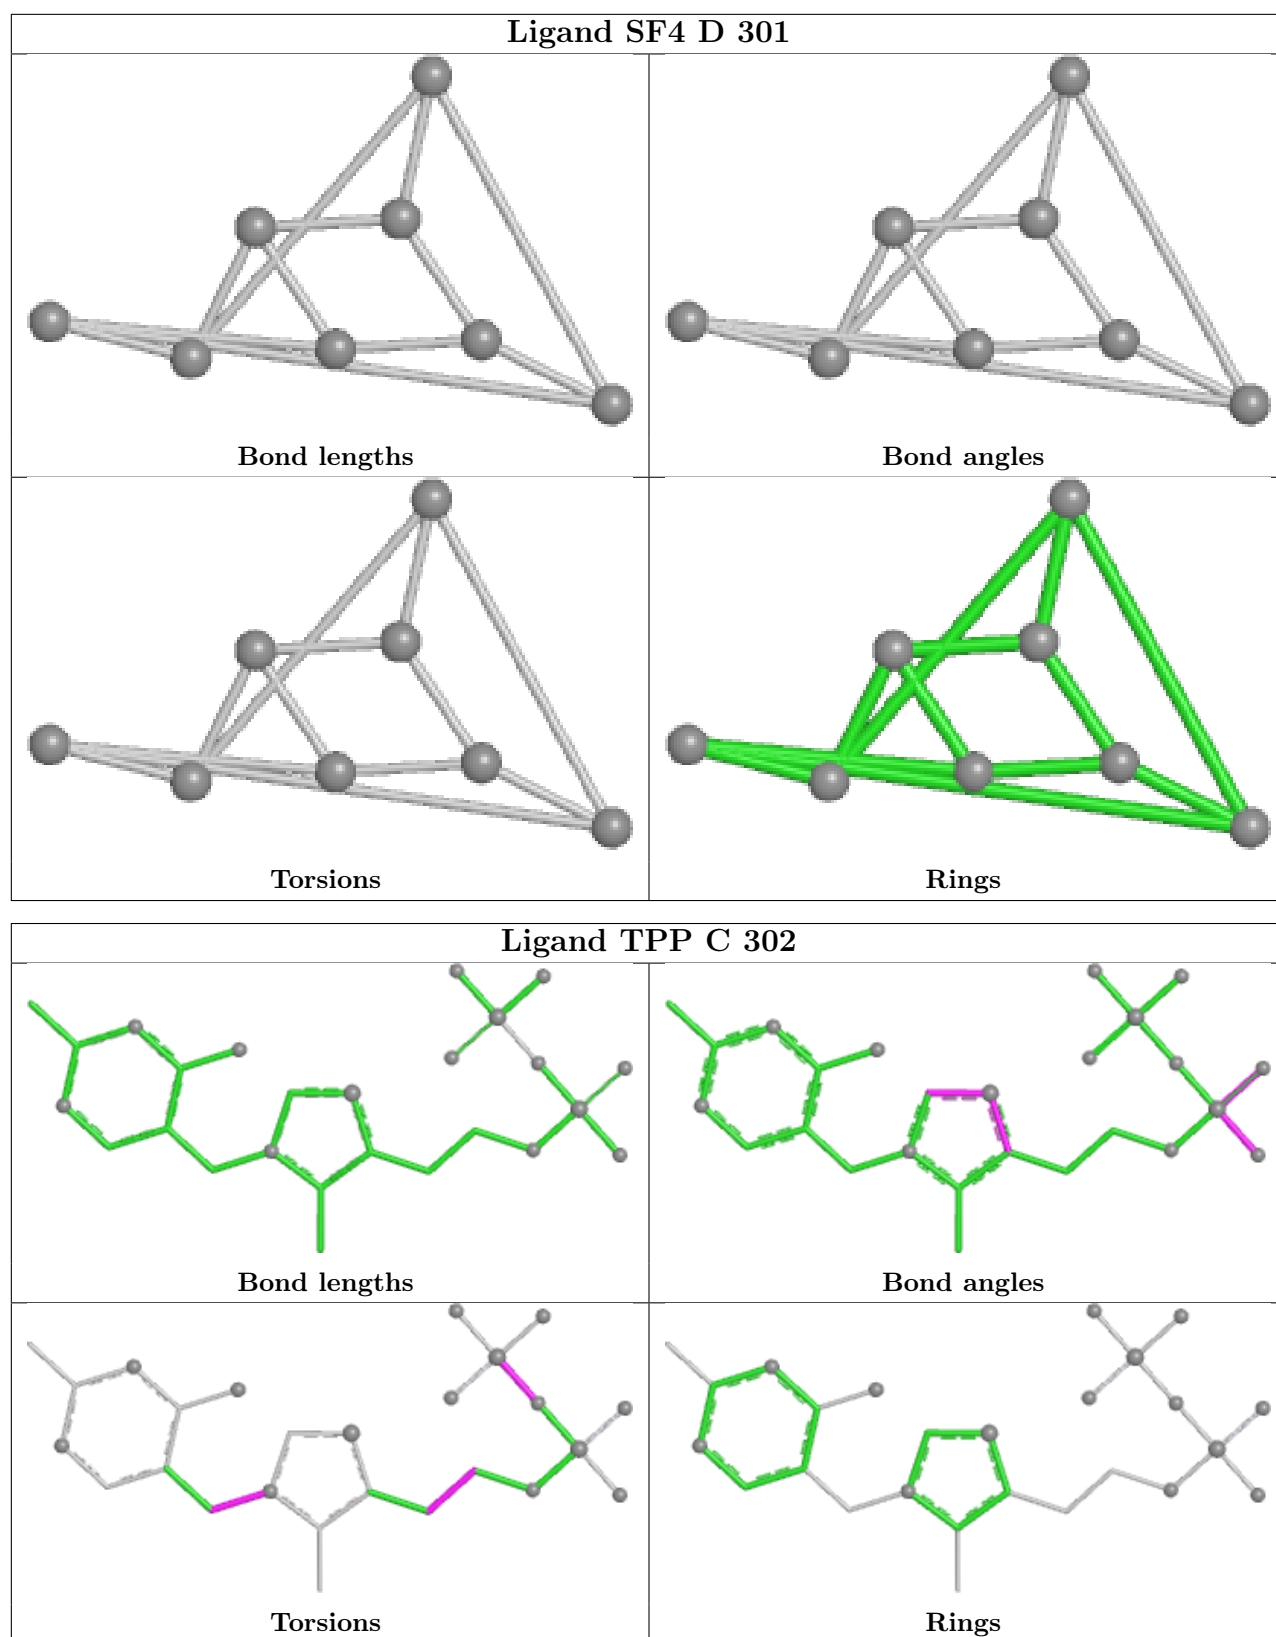 Ligand SF4 D 301
Bond lengths
Bond angles
Torsions
Rings
Ligand TPP C 302
Bond lengths
Bond angles
Torsions
Rings